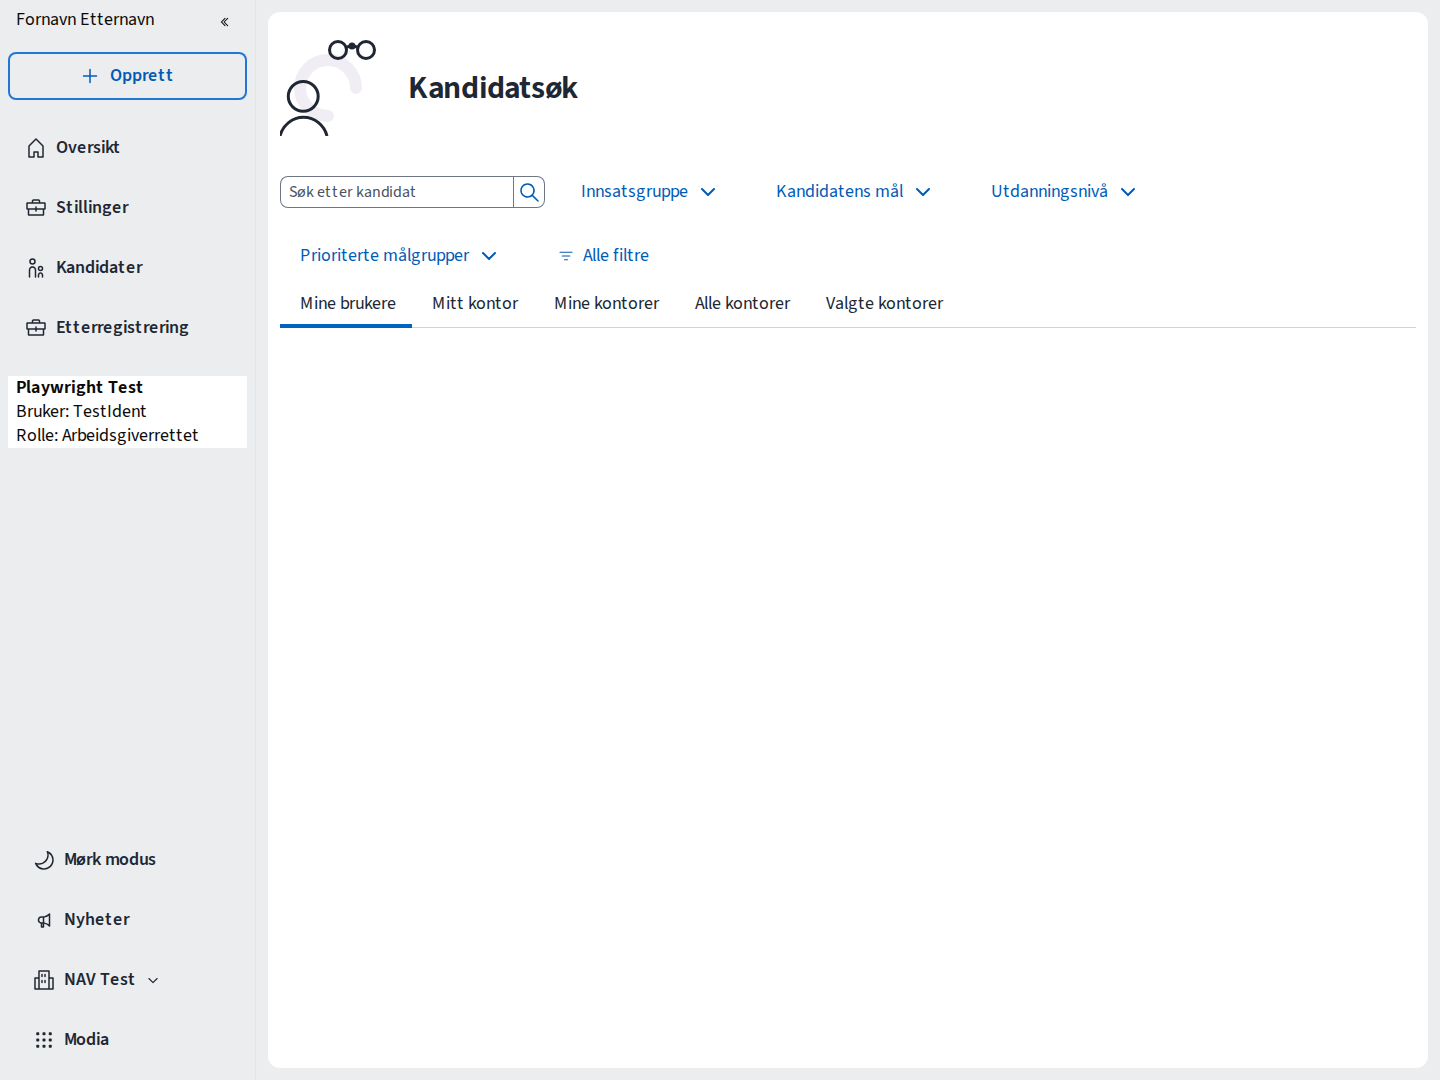 Fornavn Etternavn
Opprett
Oversikt
Stillinger
Kandidater
Etterregistrering
Playwright Test
Bruker: TestIdent
Rolle: Arbeidsgiverrettet
Mørk modus
Nyheter
NAV Test
Modia
Kandidatsøk
Søk etter kandidat
Innsatsgruppe
Kandidatens mål
Utdanningsnivå
Prioriterte målgrupper
Alle filtre
Mine brukere
Mitt kontor
Mine kontorer
Alle kontorer
Valgte kontorer